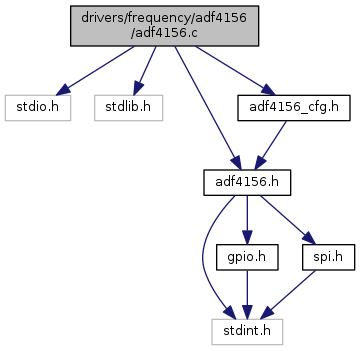 drivers/frequency/adf4156
/adf4156.c
stdio.h
stdlib.h
adf4156_cfg.h
adf4156.h
gpio.h
spi.h
stdint.h